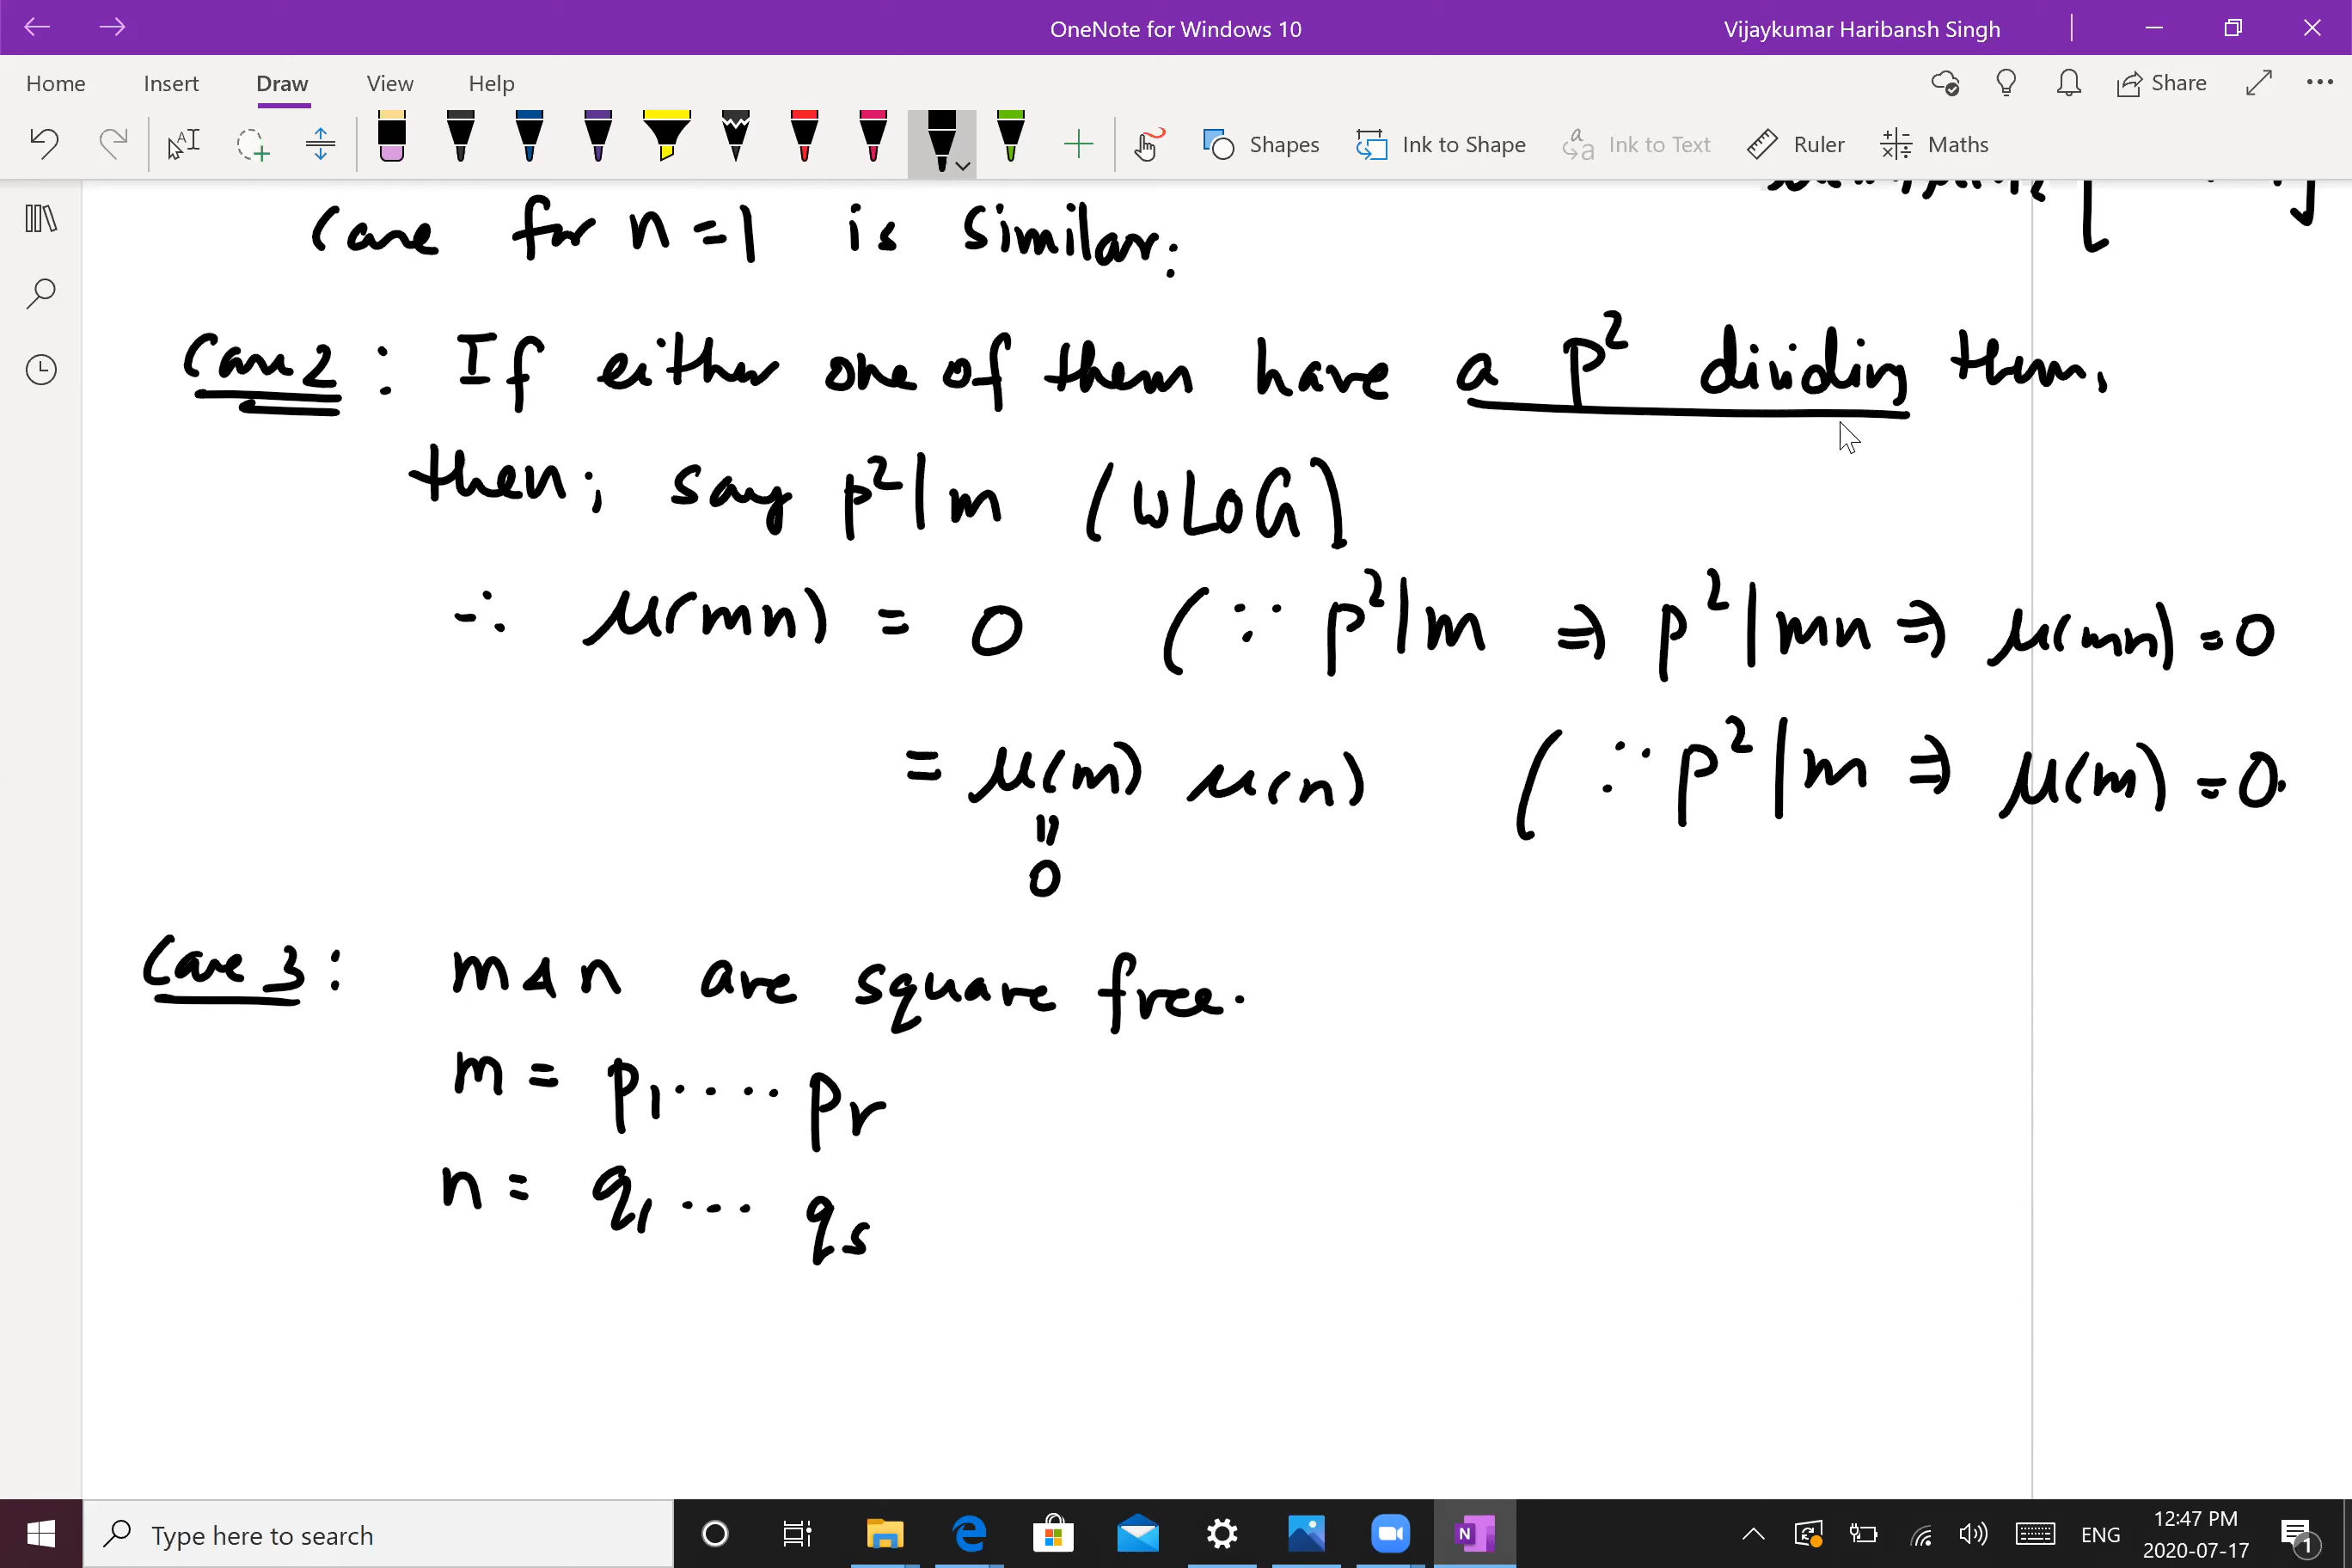 OneNote for Windows 10
Vijaykumar Haribansh Singh
Home Insert Draw View Help
Share
Shapes Ink to Shape Ink to Text Ruler Maths
Case for n=1 is similar.
Case 2 : If either one of them have a p² dividing them,
then; say p²|m (WLOG)
∴ μ(mn) = 0 (∵ p²|m ⇒ p²|mn ⇒ μ(mn) = 0
= μ(m) μ(n) (∵ p²|m ⇒ μ(m) = 0.
=
0
Case 3 : m & n are square free.
m = p₁ .... pᵣ
n = q₁ ... qₛ
Type here to search
ENG
12:47 PM
2020-07-17
1